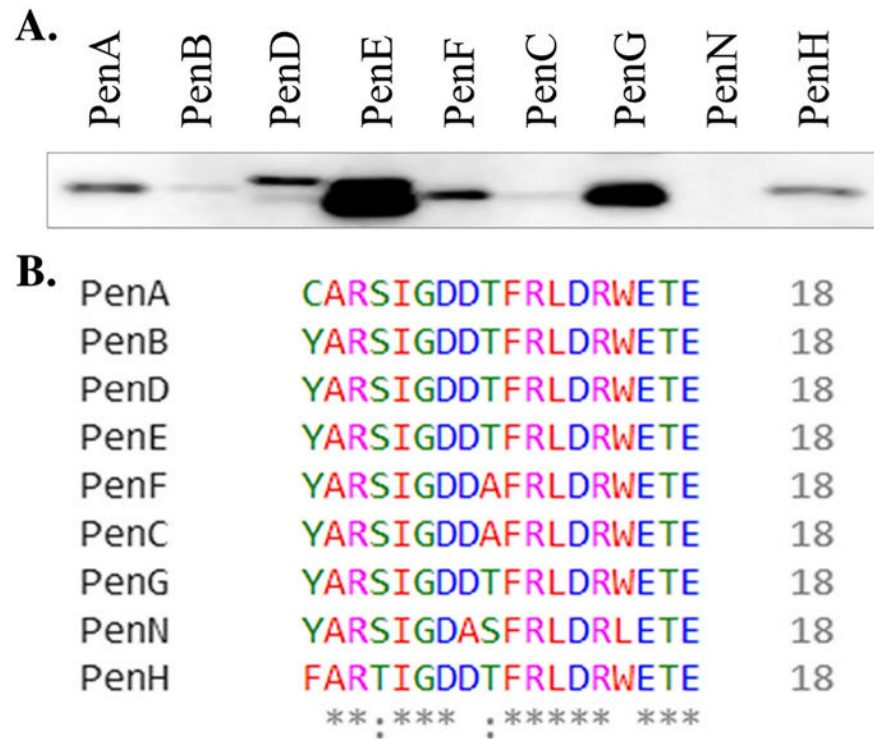 A.
PenA PenB PenD PenE PenF PenC PenG PenN PenH
B.
PenA CARSIGDDTFRLDRWETE 18
PenB YARSIGDDTFRLDRWETE 18
PenD YARSIGDDTFRLDRWETE 18
PenE YARSIGDDTFRLDRWETE 18
PenF YARSIGDDAFRLDRWETE 18
PenC YARSIGDDAFRLDRWETE 18
PenG YARSIGDDTFRLDRWETE 18
PenN YARSIGDASFRLDRLETE 18
PenH FARTIGDDTFRLDRWETE 18
**:*** :***** ***